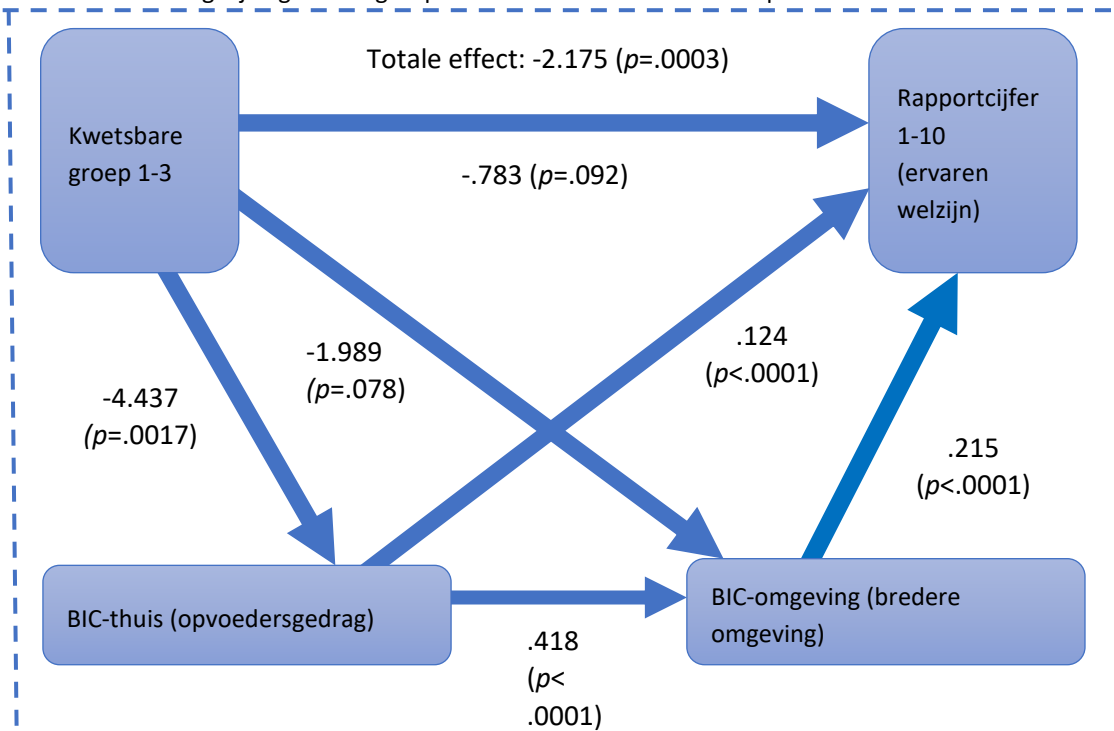 Totale effect: -2.175 (p=.0003)
Kwetsbare
groep 1-3
Rapportcijfer
1-10
(ervaren
welzijn)
-.783 (p=.092)
-1.989
(p=.078)
.124
(p<.0001)
-4.437
(p=.0017)
.215
(p<.0001)
BIC-thuis (opvoedersgedrag)
BIC-omgeving (bredere
omgeving)
.418
(p<
.0001)